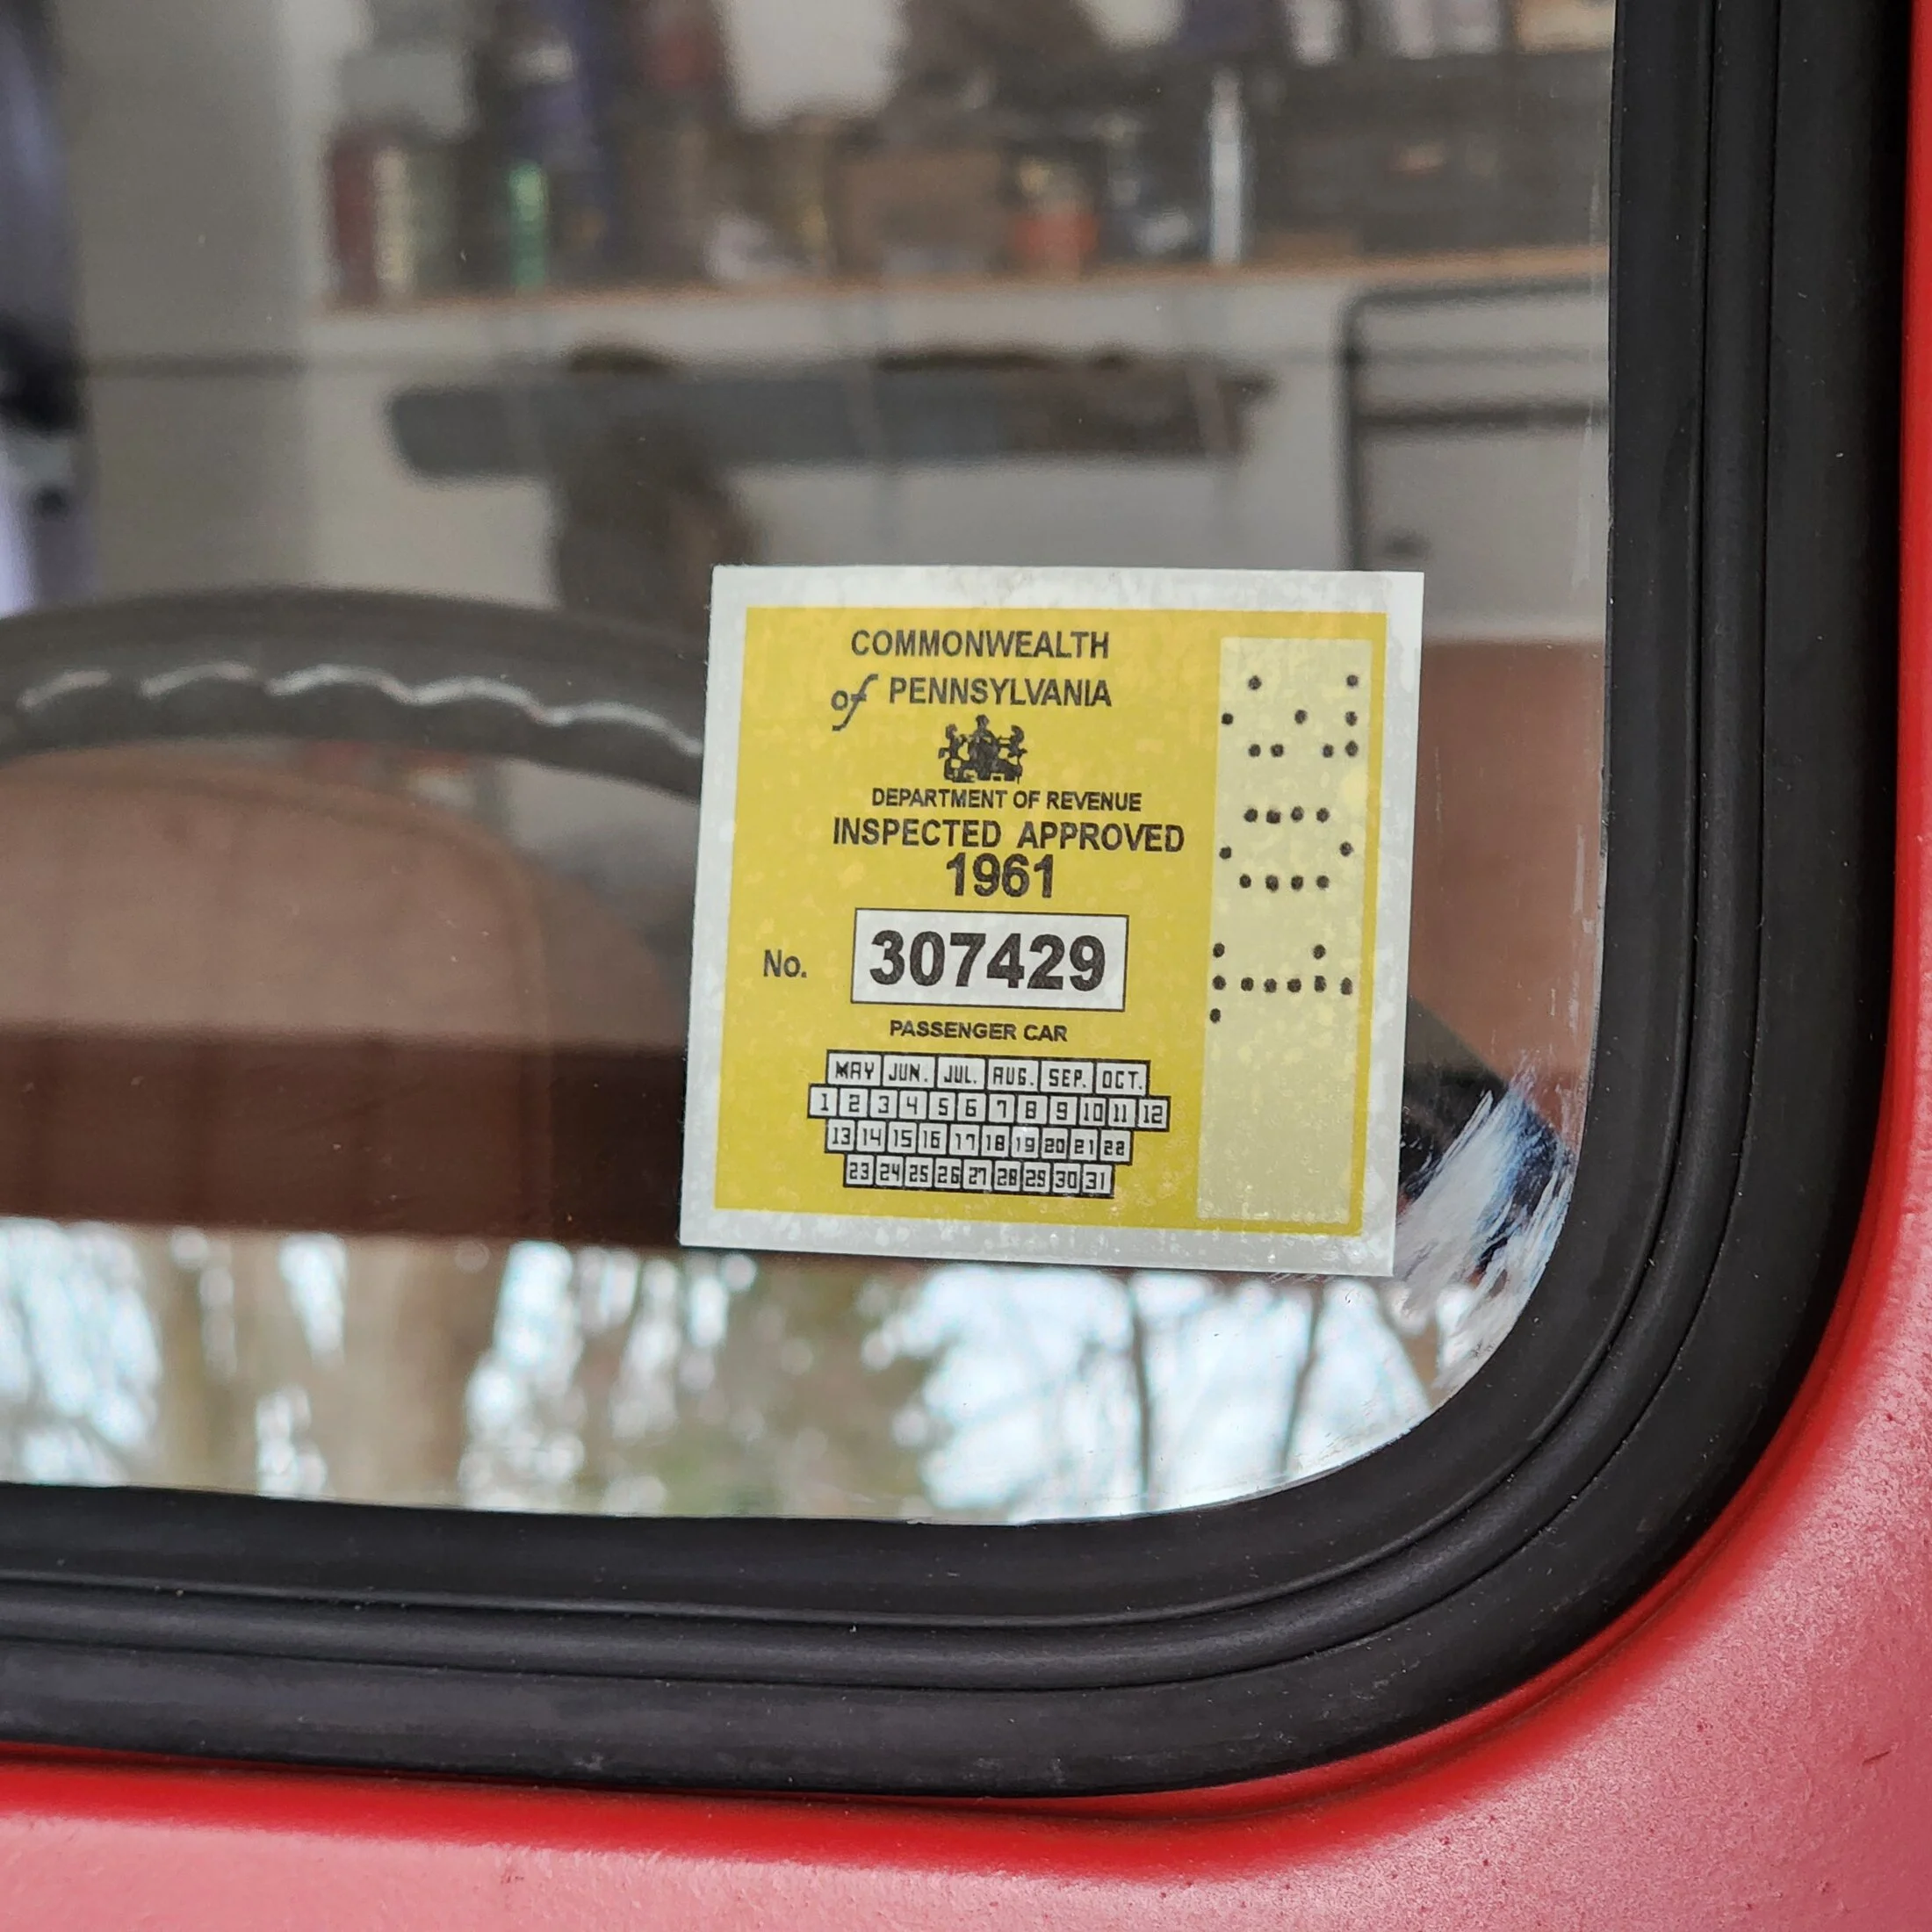 COMMONWEALTH
of PENNSYLVANIA
DEPARTMENT OF REVENUE
INSPECTED APPROVED
1961
No. 307429
PASSENGER CAR
MAY JUN. JUL. AUG. SEP. OCT.
1 2 3 4 5 6 7 8 9 10 11 12
13 14 15 16 17 18 19 20 21 22
23 24 25 26 27 28 29 30 31